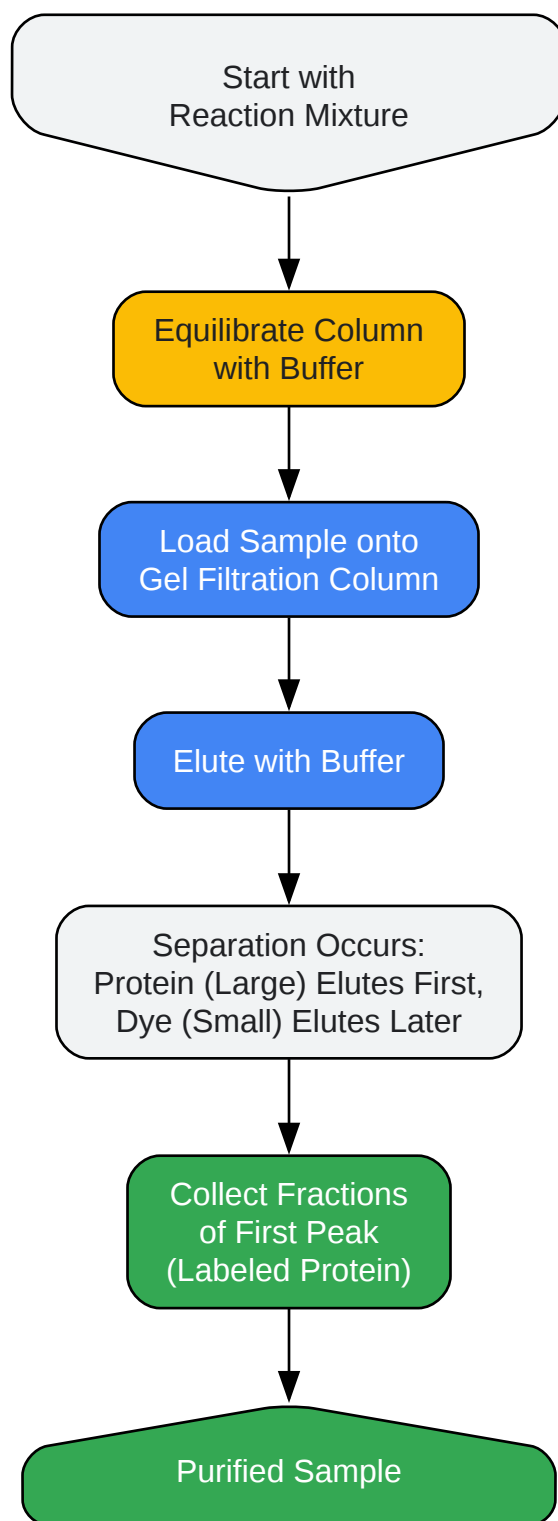 Start with
Reaction Mixture
Equilibrate Column
with Buffer
Load Sample onto
Gel Filtration Column
Elute with Buffer
Separation Occurs:
Protein (Large) Elutes First,
Dye (Small) Elutes Later
Collect Fractions
of First Peak
(Labeled Protein)
Purified Sample